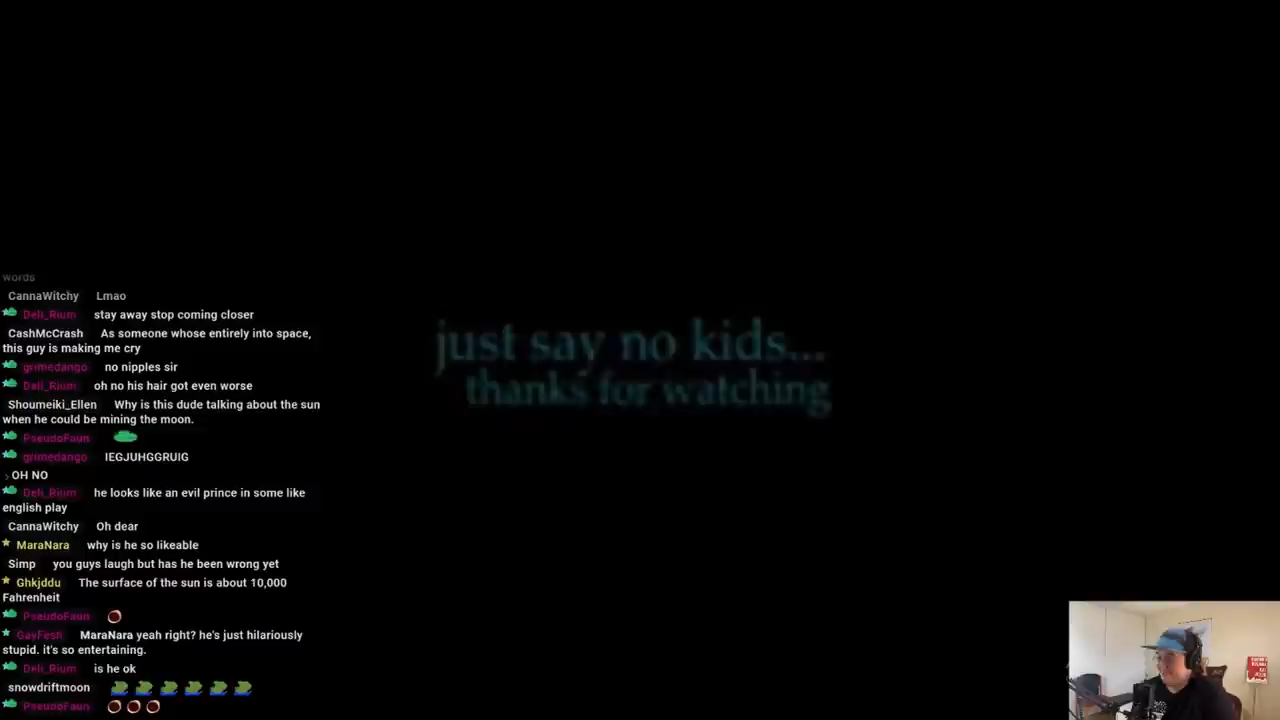 words
CannaWitchy Lmao
Deli_Rium stay away stop coming closer
CashMcCrash As someone whose entirely into space,
this guy is making me cry
grimedango no nipples sir
Deli_Rium oh no his hair got even worse
Shoumeiki_Ellen Why is this dude talking about the sun
when he could be mining the moon.
PseudoFaun
grimedango IEGJUHGGRUIG
OH NO
Deli_Rium he looks like an evil prince in some like
english play
CannaWitchy Oh dear
MaraNara why is he so likeable
Simp you guys laugh but has he been wrong yet
Ghkjddu The surface of the sun is about 10,000
Fahrenheit
PseudoFaun
GayFesh MaraNara yeah right? he's just hilariously
stupid. it's so entertaining.
Deli_Rium is he ok
snowdriftmoon
PseudoFaun
just say no kids...
thanks for watching